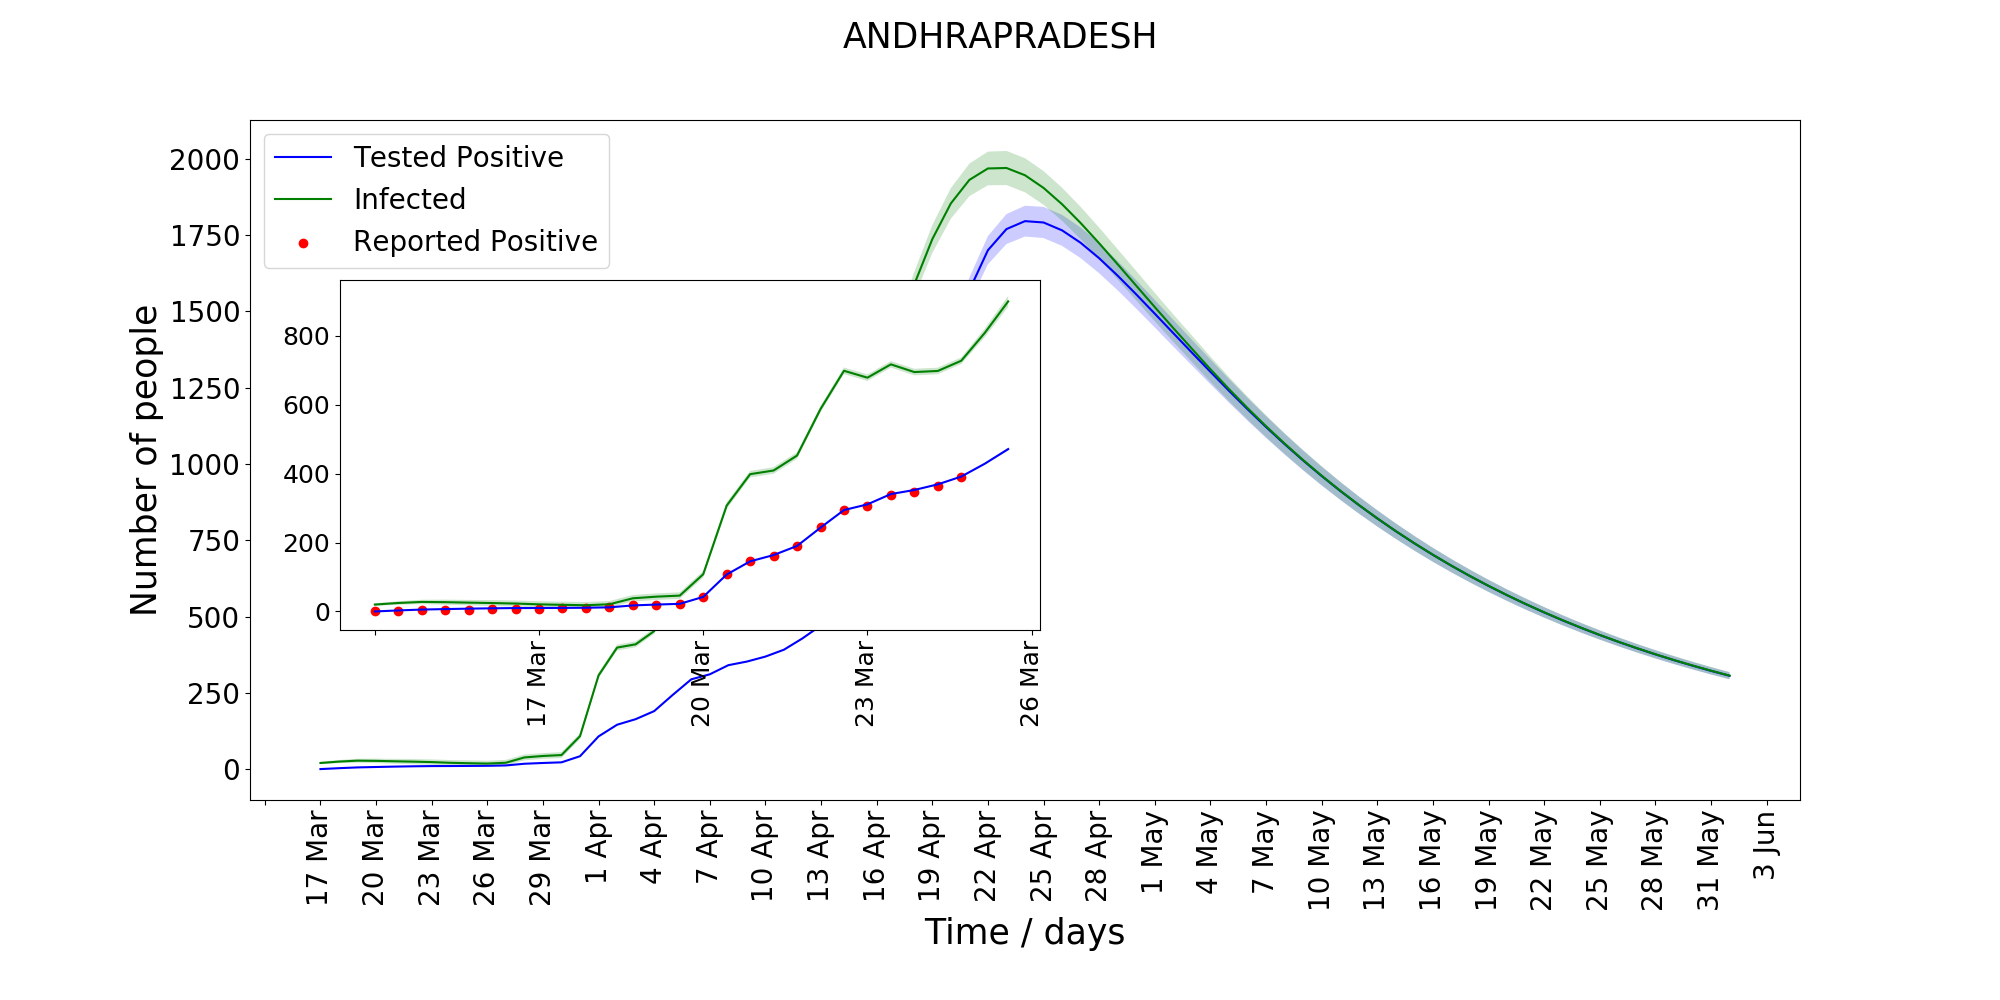 ANDHRAPRADESH
Tested Positive
Infected
Reported Positive
Number of people
2000
1750
1500
1250
1000
750
500
250
0
800
600
400
200
0
17 Mar
20 Mar
23 Mar
26 Mar
17 Mar
20 Mar
23 Mar
26 Mar
29 Mar
1 Apr
4 Apr
7 Apr
10 Apr
13 Apr
16 Apr
19 Apr
22 Apr
25 Apr
28 Apr
1 May
4 May
7 May
10 May
13 May
16 May
19 May
22 May
25 May
28 May
31 May
3 Jun
Time / days